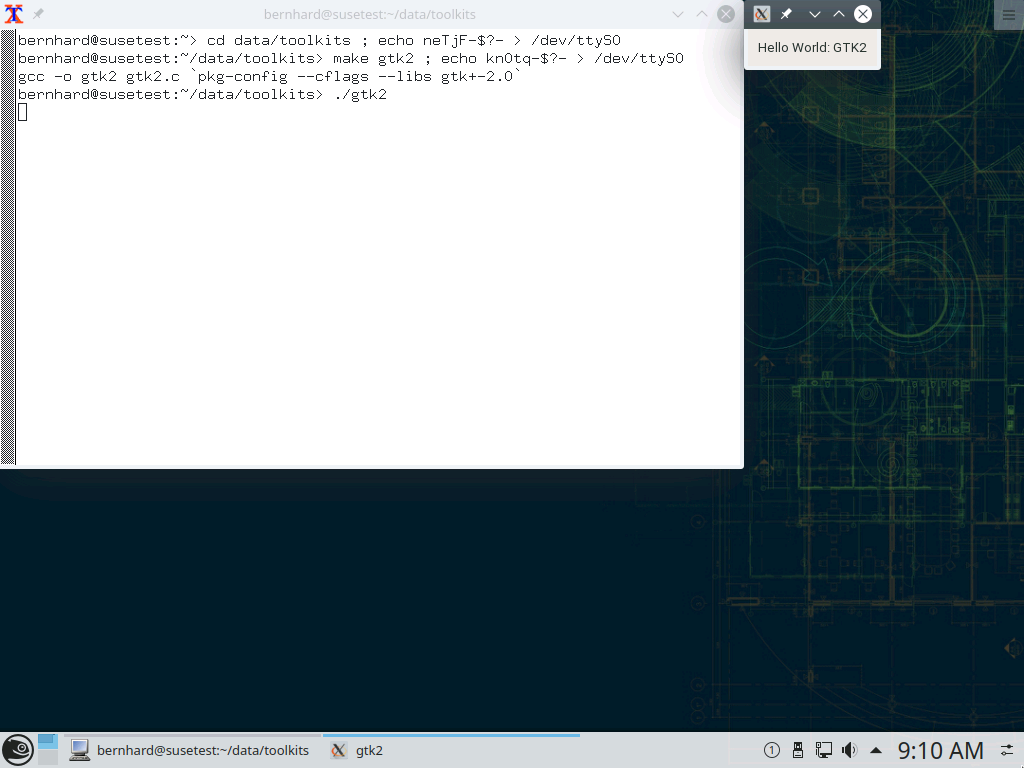 bernhard@susetest:~/data/toolkits
bernhard@susetest:~> cd data/toolkits ; echo neTjF-$?- > /dev/ttyS0
bernhard@susetest:~/data/toolkits> make gtk2 ; echo kn0tq-$?- > /dev/ttyS0
gcc -o gtk2 gtk2.c `pkg-config --cflags --libs gtk+-2.0`
bernhard@susetest:~/data/toolkits> ./gtk2
Hello World: GTK2
bernhard@susetest:~/data/toolkits
gtk2
1
9:10 AM